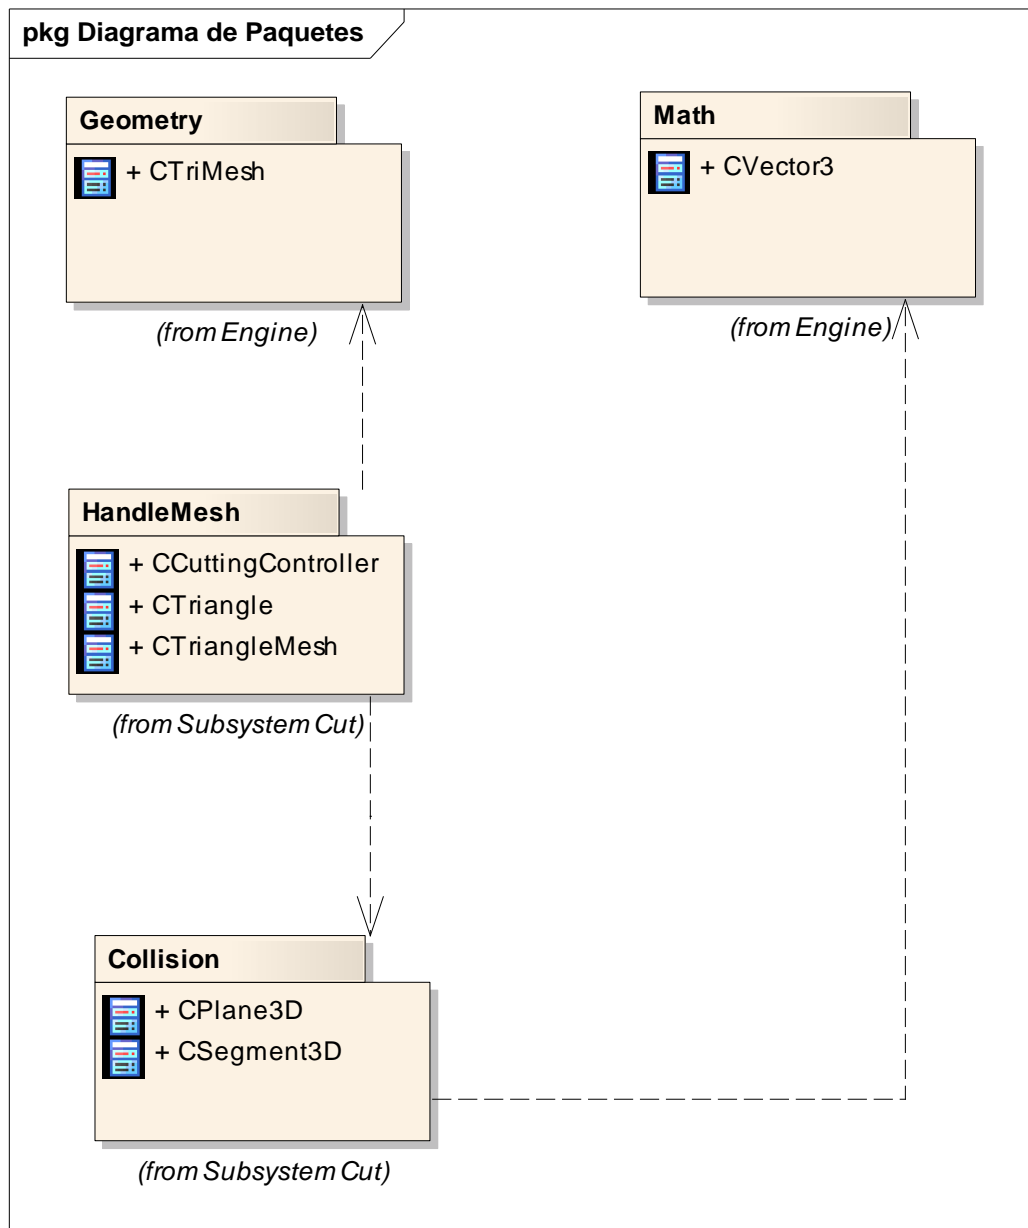 pkg Diagrama de Paquetes
Geometry
+ CTriMesh
(from Engine)
Math
+ CVector3
(from Engine)
HandleMesh
+ CCuttingController
+ CTriangle
+ CTriangleMesh
(from Subsystem Cut)
Collision
+ CPlane3D
+ CSegment3D
(from Subsystem Cut)